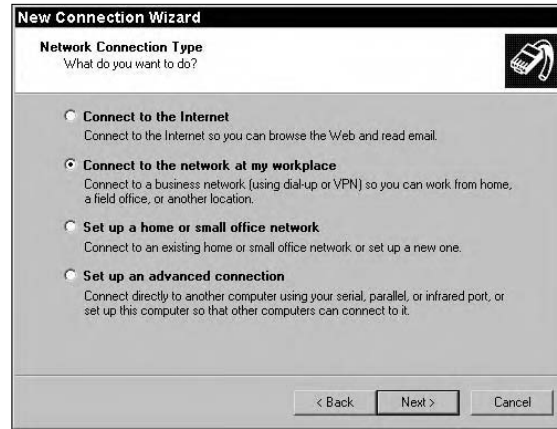 New Connection Wizard
Network Connection Type
What do you want to do?
Connect to the Internet
Connect to the Internet so you can browse the Web and read email.
Connect to the network at my workplace
Connect to a business network (using dial-up or VPN) so you can work from home,
a field office, or another location.
Set up a home or small office network
Connect to an existing home or small office network or set up a new one.
Set up an advanced connection
Connect directly to another computer using your serial, parallel, or infrared port, or
set up this computer so that other computers can connect to it.
< Back Next > Cancel